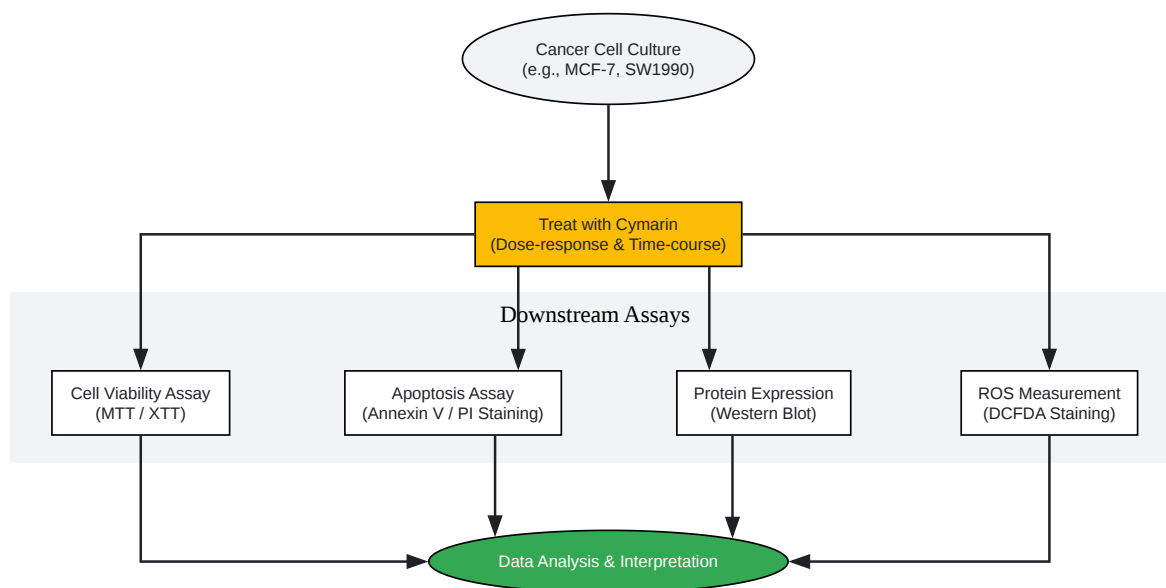 Cancer Cell Culture
(e.g., MCF-7, SW1990)
Treat with Cymarin
(Dose-response & Time-course)
Downstream Assays
Cell Viability Assay
(MTT / XTT)
Apoptosis Assay
(Annexin V / PI Staining)
Protein Expression
(Western Blot)
ROS Measurement
(DCFDA Staining)
Data Analysis & Interpretation